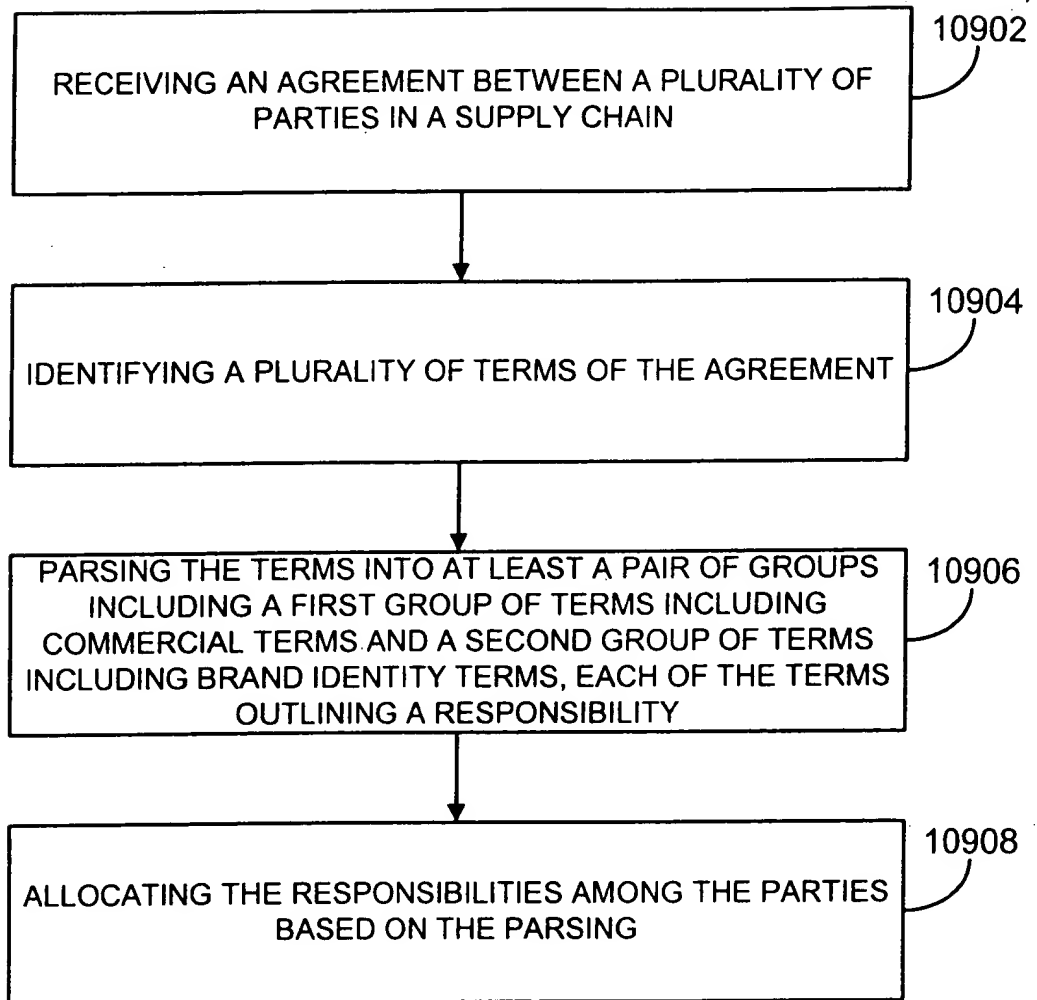 10902
RECEIVING AN AGREEMENT BETWEEN A PLURALITY OF
PARTIES IN A SUPPLY CHAIN
10904
IDENTIFYING A PLURALITY OF TERMS OF THE AGREEMENT
10906
PARSING THE TERMS INTO AT LEAST A PAIR OF GROUPS
INCLUDING A FIRST GROUP OF TERMS INCLUDING
COMMERCIAL TERMS AND A SECOND GROUP OF TERMS
INCLUDING BRAND IDENTITY TERMS, EACH OF THE TERMS
OUTLINING A RESPONSIBILITY
10908
ALLOCATING THE RESPONSIBILITIES AMONG THE PARTIES
BASED ON THE PARSING